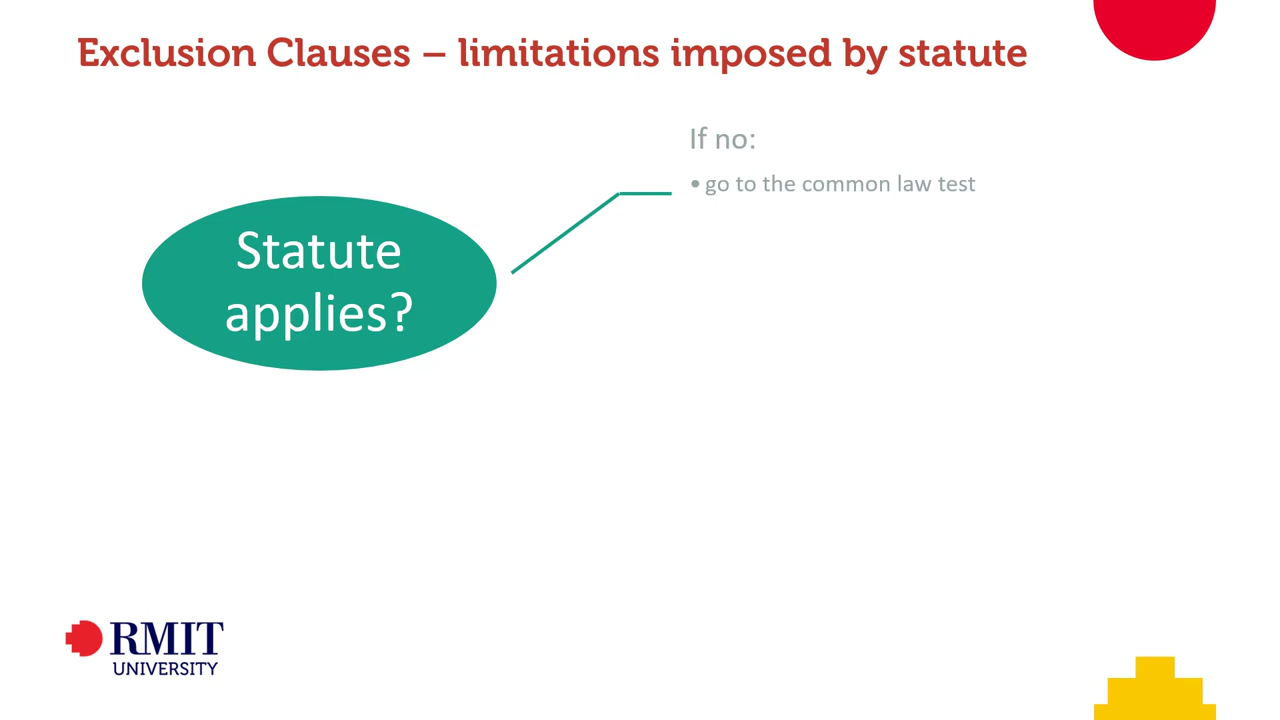 Exclusion Clauses – limitations imposed by statute
If no:
• go to the common law test
Statute
applies?
RMIT
UNIVERSITY